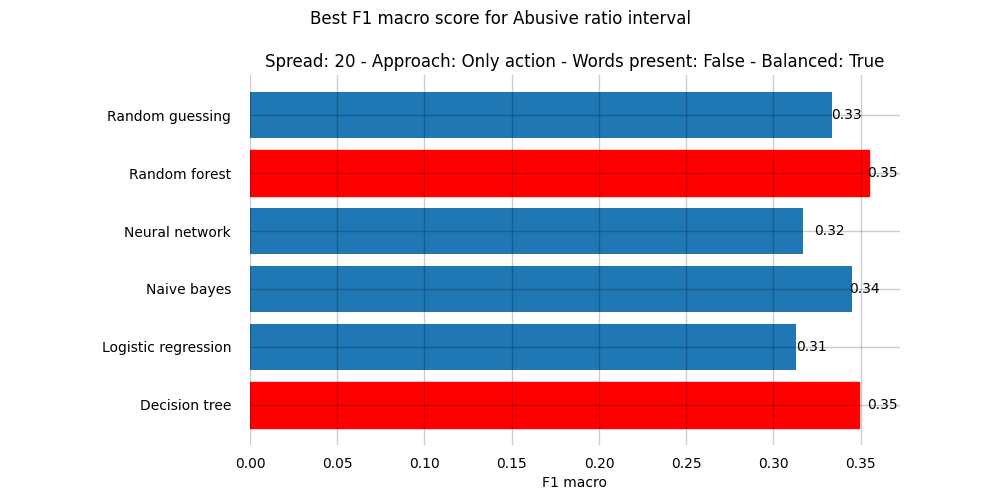 Best F1 macro score for Abusive ratio interval
Spread: 20 - Approach: Only action - Words present: False - Balanced: True
Random guessing 0.33
Random forest 0.35
Neural network 0.32
Naive bayes 0.34
Logistic regression 0.31
Decision tree 0.35
0.00 0.05 0.10 0.15 0.20 0.25 0.30 0.35
F1 macro